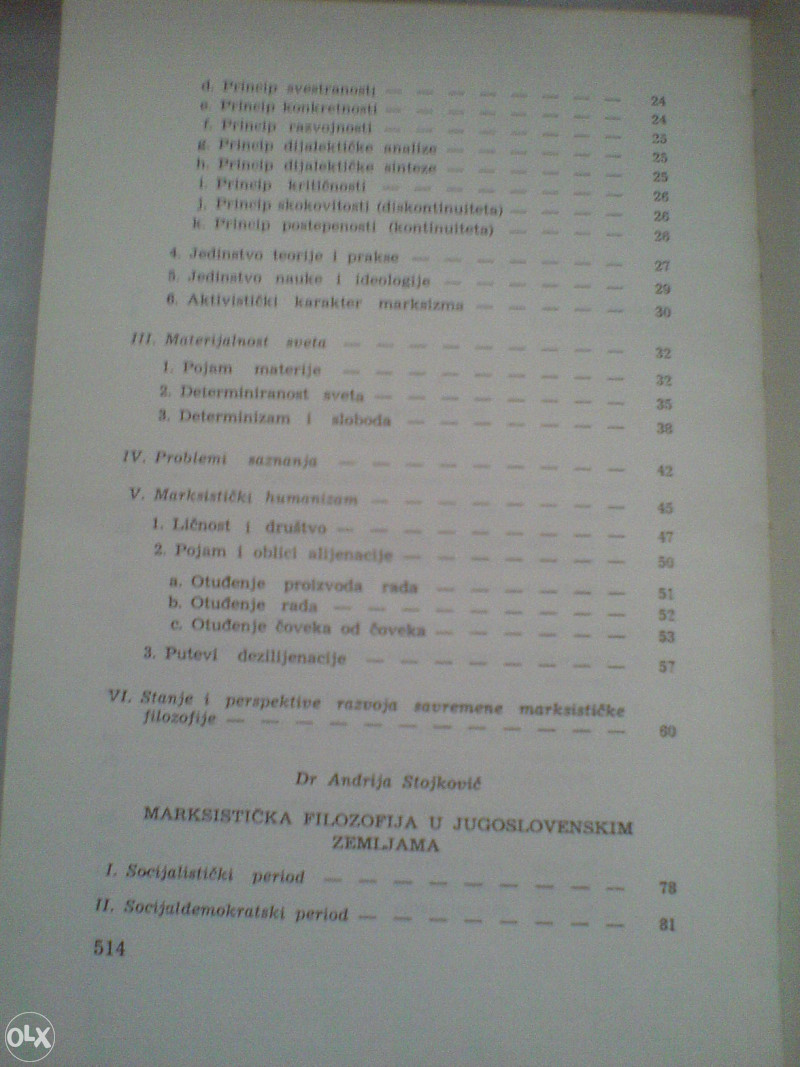 d. Princip svestranosti — — — — — — — 24
e. Princip konkretnosti — — — — — — — 24
f. Princip razvojnosti — — — — — — — 25
g. Princip dijalektičke analize — — — — — 25
h. Princip dijalektičke sinteze — — — — — 25
i. Princip kritičnosti — — — — — — — 26
j. Princip skokovitosti (diskontinuiteta) — — — 26
k. Princip postepenosti (kontinuiteta) — — — — 26
4. Jedinstvo teorije i prakse — — — — — — 27
5. Jedinstvo nauke i ideologije — — — — — 29
6. Aktivistički karakter marksizma — — — — 30
III. Materijalnost sveta — — — — — — — — 32
1. Pojam materije — — — — — — — — 32
2. Determiniranost sveta — — — — — — — 35
3. Determinizam i sloboda — — — — — — 38
IV. Problemi saznanja — — — — — — — — 42
V. Marksistički humanizam — — — — — — — 45
1. Ličnost i društvo — — — — — — — — 47
2. Pojam i oblici alijenacije — — — — — — 50
a. Otuđenje proizvoda rada — — — — — 51
b. Otuđenje rada — — — — — — — — 52
c. Otuđenje čoveka od čoveka — — — — — 53
3. Putevi dezilijenacije — — — — — — — 57
VI. Stanje i perspektive razvoja savremene marksističke
filozofije — — — — — — — — — — — 60
Dr Andrija Stojković
MARKSISTIČKA FILOZOFIJA U JUGOSLOVENSKIM
ZEMLJAMA
I. Socijalistički period — — — — — — — — 78
II. Socijaldemokratski period — — — — — — — 81
514
OLX